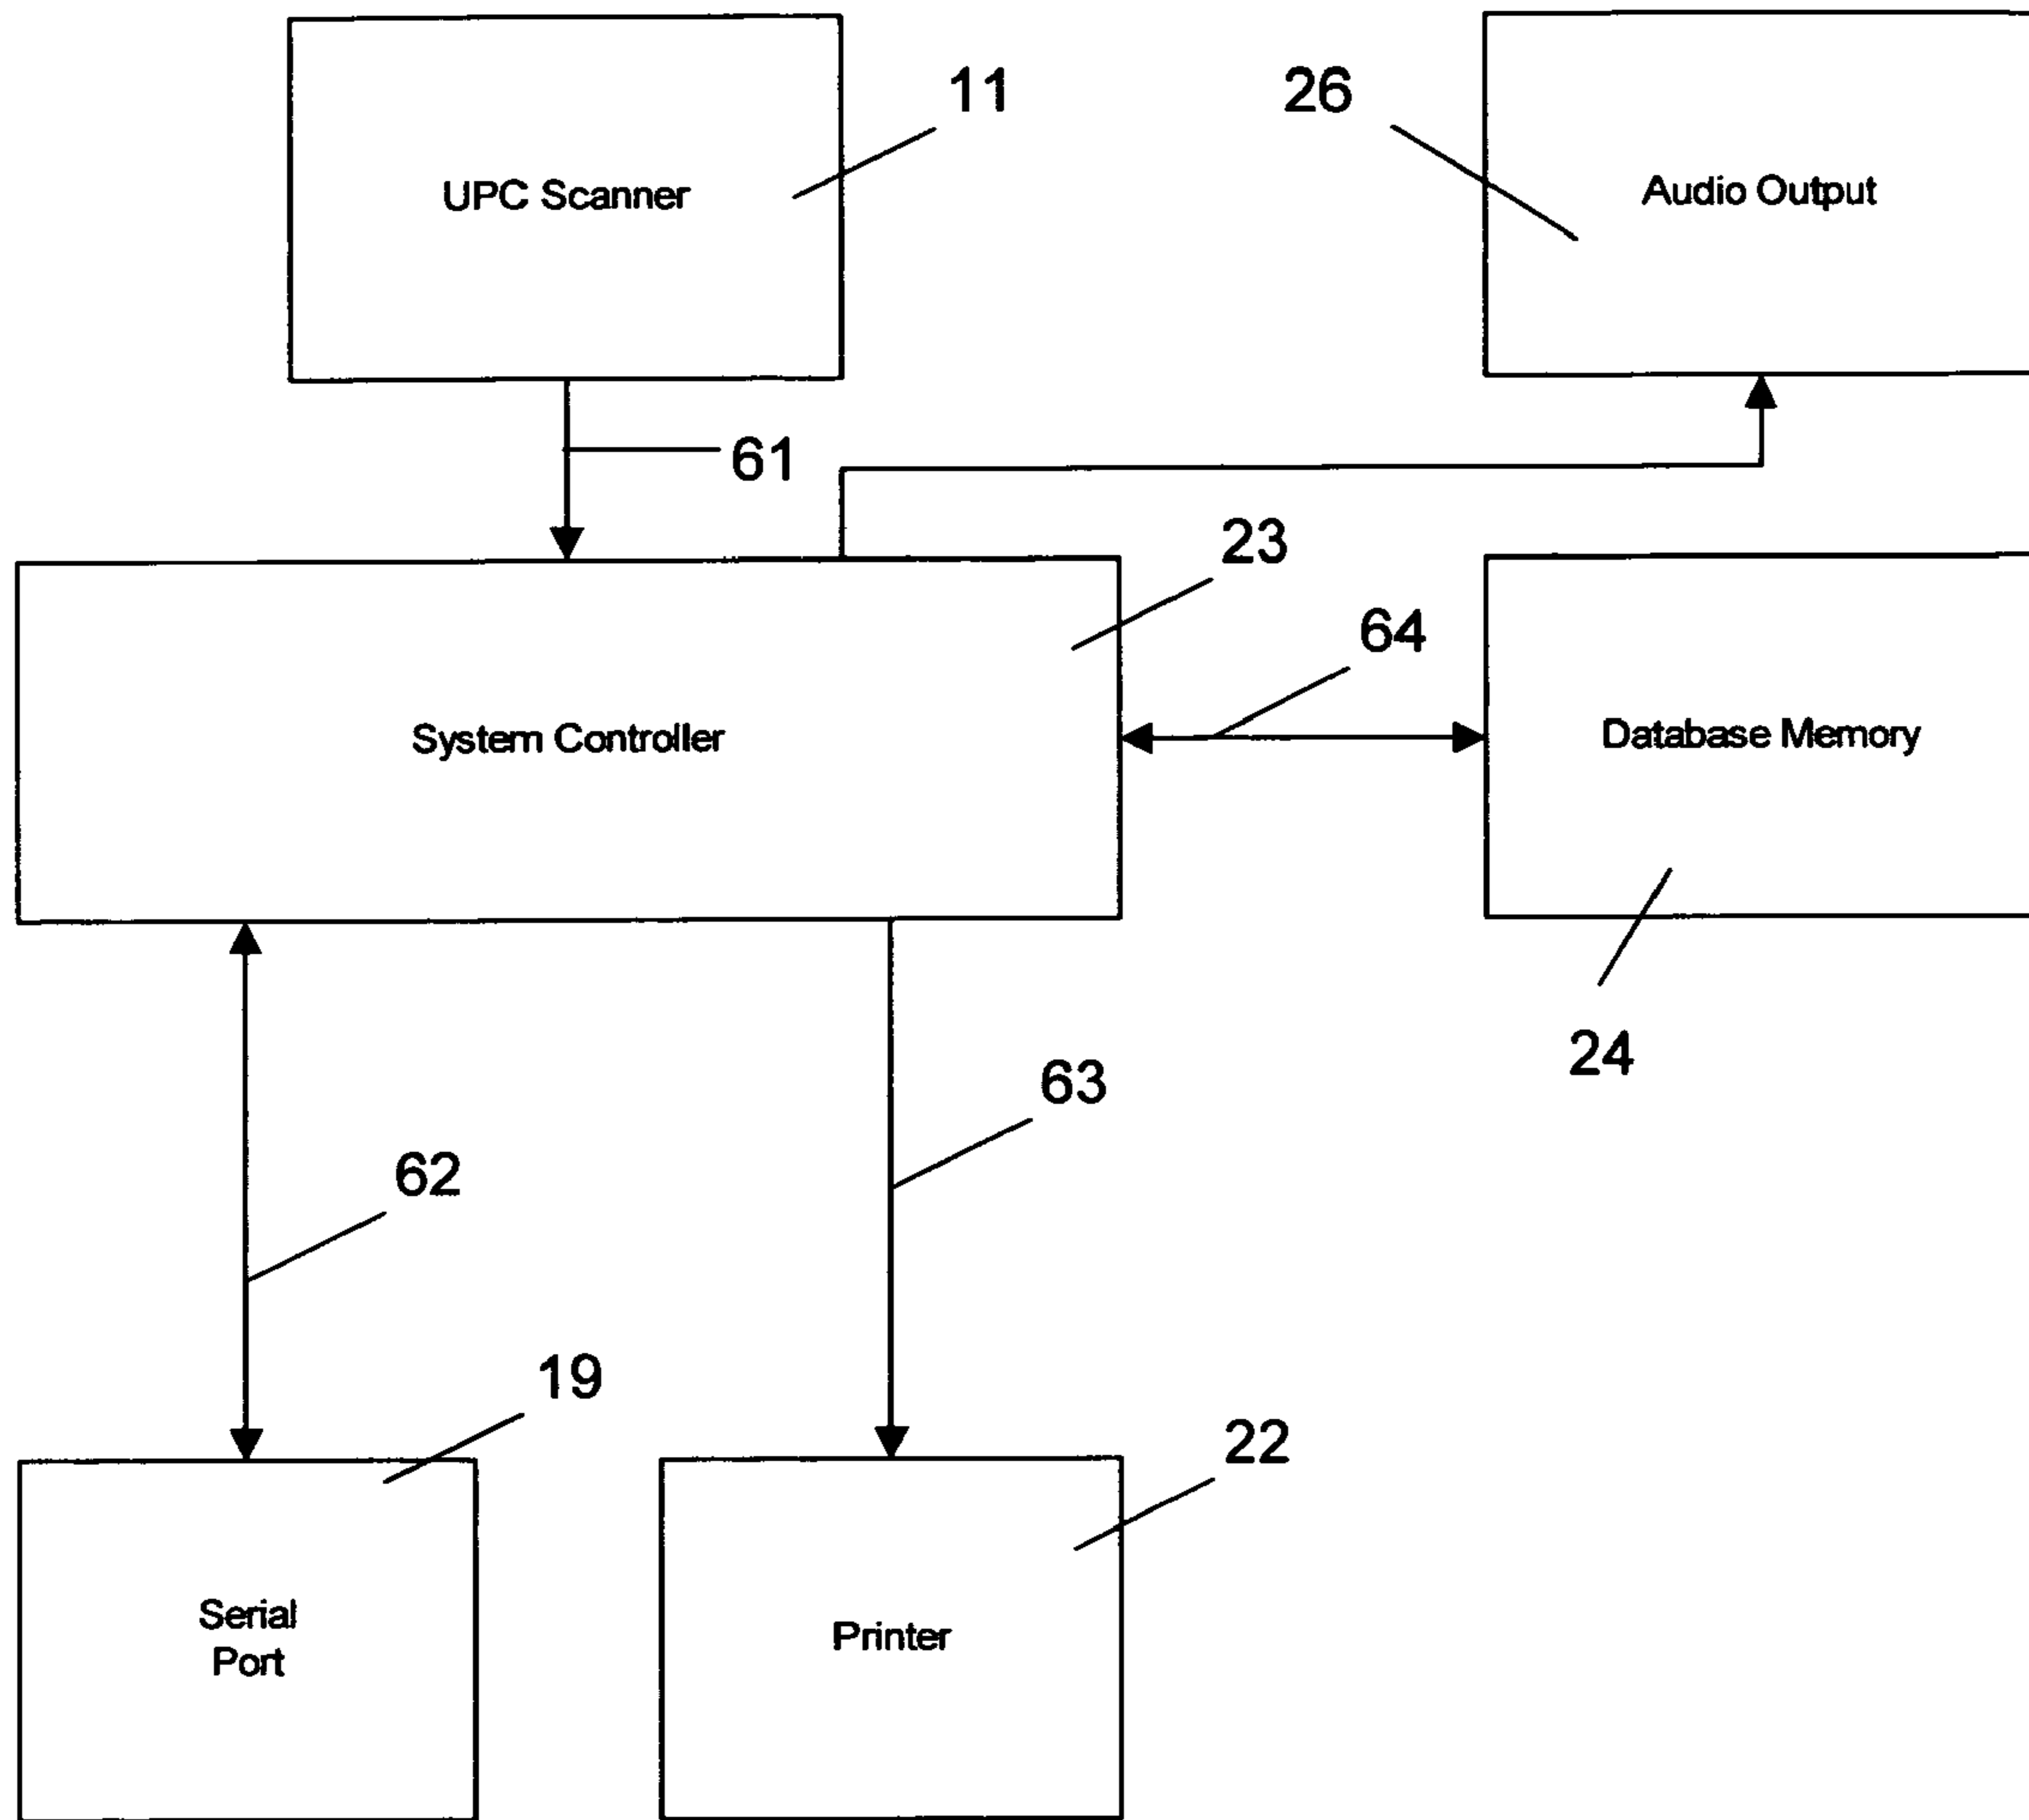 11
26
UPC Scanner
Audio Output
61
23
64
System Controller
Database Memory
24
63
62
19
22
Serial
Port
Printer